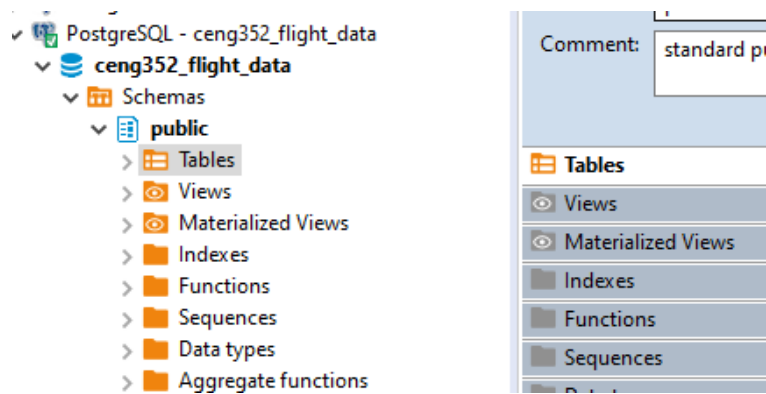 PostgreSQL - ceng352_flight_data
ceng352_flight_data
Schemas
public
Tables
Views
Materialized Views
Indexes
Functions
Sequences
Data types
Aggregate functions
Comment:
standard
Tables
Views
Materialized Views
Indexes
Functions
Sequences